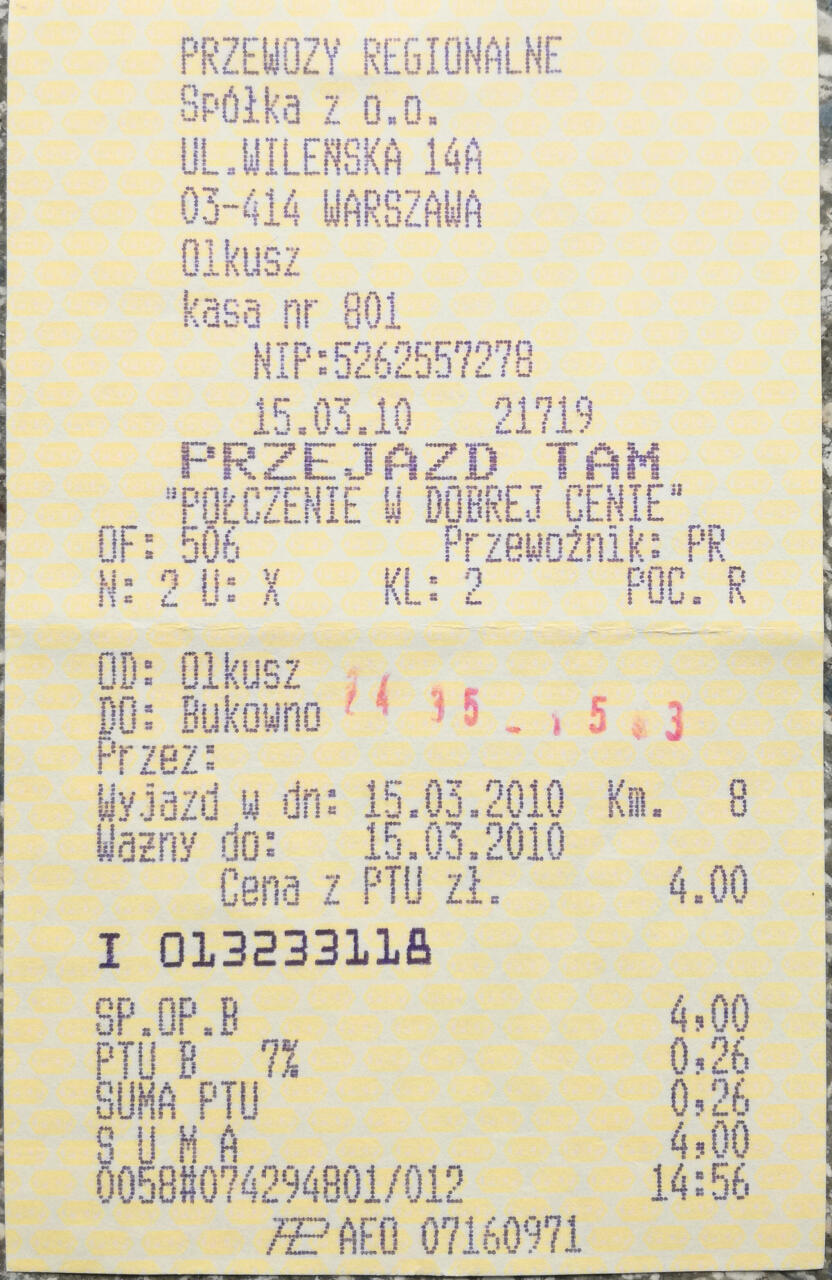 PRZEWOZY REGIONALNE
Spółka z o.o.
UL.WILEŃSKA 14A
03-414 WARSZAWA
Olkusz
kasa nr 801
NIP:5262557278
15.03.10 21719
PRZEJAZD TAM
"POŁCZENIE W DOBREJ CENIE"
OF: 506 Przewoźnik: PR
N: 2 U: X KL: 2 POC. R
OD: Olkusz
DO: Bukowno
Przez:
Wyjazd w dn: 15.03.2010 Km. 8
Ważny do: 15.03.2010
Cena z PTU zł. 4.00
I 013233118
SP.OP.B 4,00
PTU B 7% 0,26
SUMA PTU 0,26
S U M A 4,00
0058#074294801/012 14:56
AEO 07160971